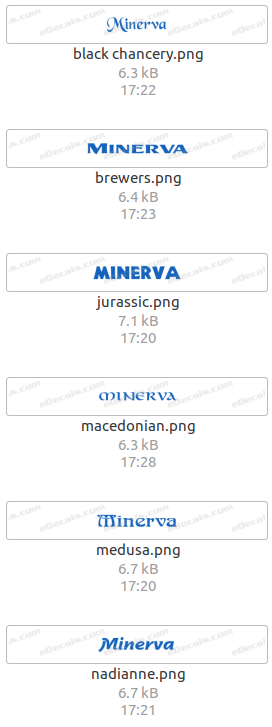 Minerva
black chancery.png
6.3 kB
17:22
MINERVA
brewers.png
6.4 kB
17:23
MINERVA
jurassic.png
7.1 kB
17:20
MINERVA
macedonian.png
6.3 kB
17:28
Minerva
medusa.png
6.7 kB
17:20
Minerva
nadianne.png
6.7 kB
17:21